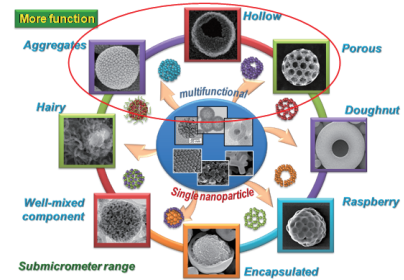 More function
Hollow
Aggregates
Porous
multifunctional
Hairy
Doughnut
Single nanoparticle
Well-mixed
component
Raspberry
Encapsulated
Submicrometer range